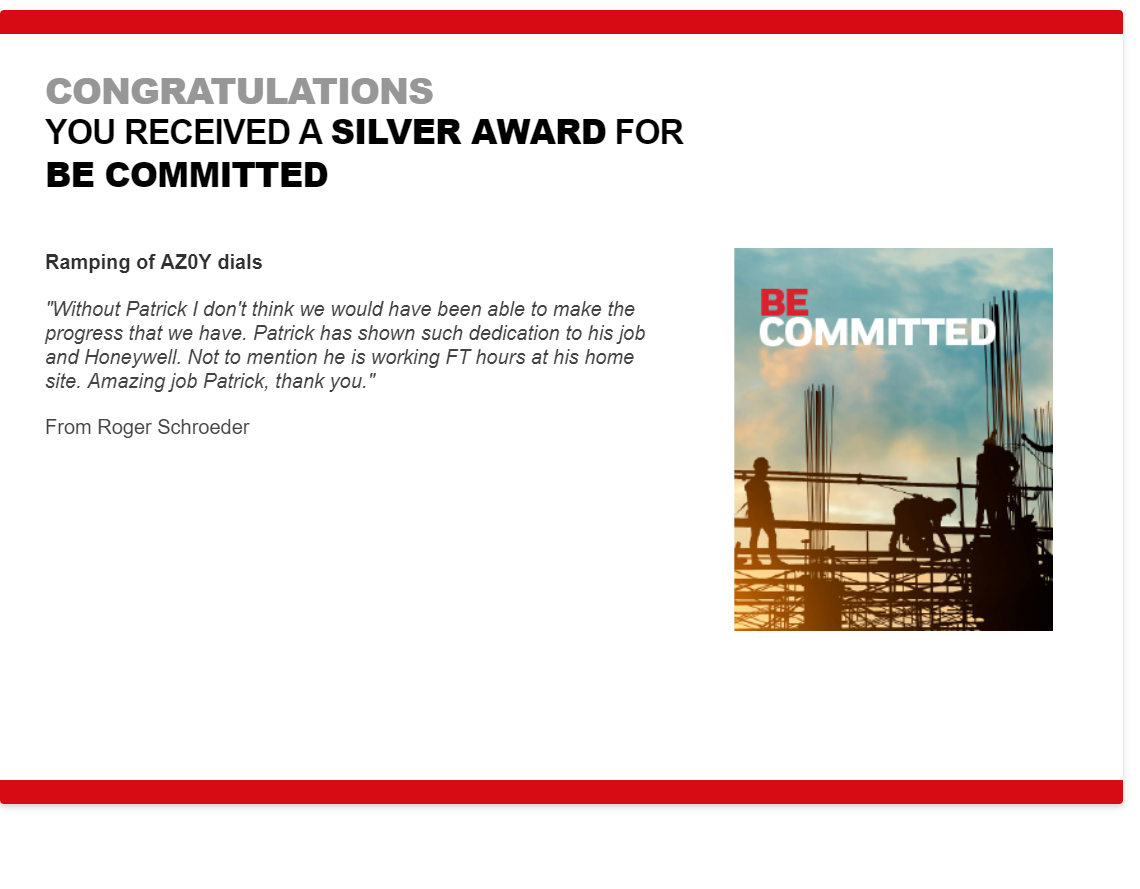 CONGRATULATIONS
YOU RECEIVED A SILVER AWARD FOR
BE COMMITTED
Ramping of AZ0Y dials
"Without Patrick I don't think we would have been able to make the
progress that we have. Patrick has shown such dedication to his job
and Honeywell. Not to mention he is working FT hours at his home
site. Amazing job Patrick, thank you."
From Roger Schroeder
BE
COMMITTED